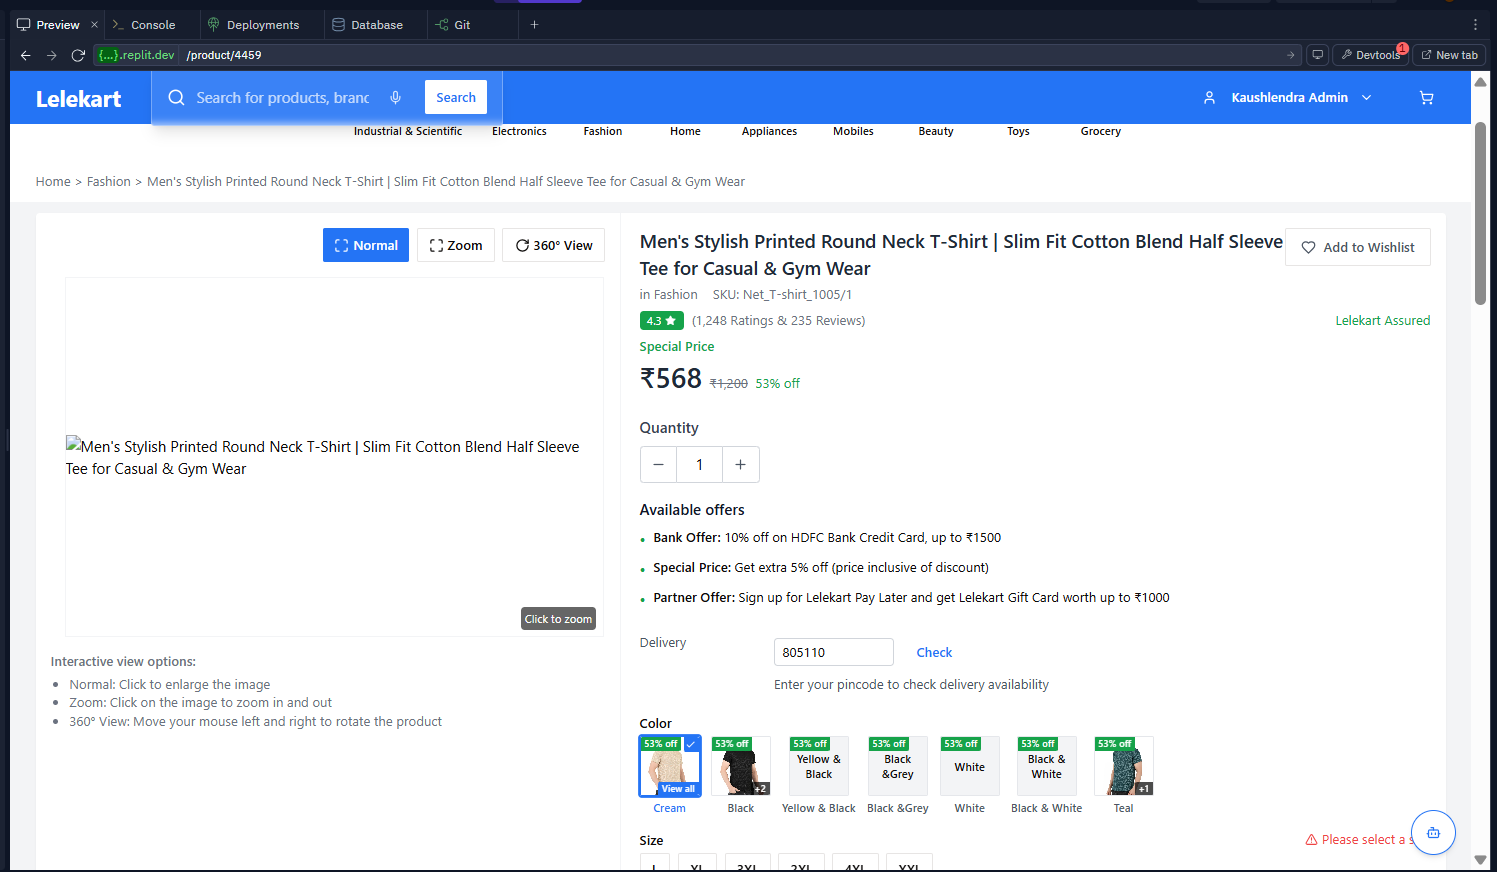 Preview
Console
Deployments
Database
Git
{...}.replit.dev /product/4459
Devtools
1
New tab
Lelekart
Search for products, branc
Search
Kaushlendra Admin
Industrial & Scientific
Electronics
Fashion
Home
Appliances
Mobiles
Beauty
Toys
Grocery
Home > Fashion > Men's Stylish Printed Round Neck T-Shirt | Slim Fit Cotton Blend Half Sleeve Tee for Casual & Gym Wear
Normal
Zoom
360° View
Men's Stylish Printed Round Neck T-Shirt | Slim Fit Cotton Blend Half Sleeve
Tee for Casual & Gym Wear
Click to zoom
Interactive view options:
Normal: Click to enlarge the image
Zoom: Click on the image to zoom in and out
360° View: Move your mouse left and right to rotate the product
Men's Stylish Printed Round Neck T-Shirt | Slim Fit Cotton Blend Half Sleeve
Tee for Casual & Gym Wear
Add to Wishlist
in Fashion SKU: Net_T-shirt_1005/1
4.3 ★ (1,248 Ratings & 235 Reviews)
Lelekart Assured
Special Price
₹568 ₹1,200 53% off
Quantity
− 1 +
Available offers
Bank Offer: 10% off on HDFC Bank Credit Card, up to ₹1500
Special Price: Get extra 5% off (price inclusive of discount)
Partner Offer: Sign up for Lelekart Pay Later and get Lelekart Gift Card worth up to ₹1000
Delivery
805110
Check
Enter your pincode to check delivery availability
Color
53% off
View all
Cream
53% off
+2
Black
53% off
Yellow &
Black
Yellow & Black
53% off
Black
&Grey
Black &Grey
53% off
White
White
53% off
Black &
White
Black & White
53% off
+1
Teal
Size
Please select a s
L
XL
3XL
2XL
4XL
XXL